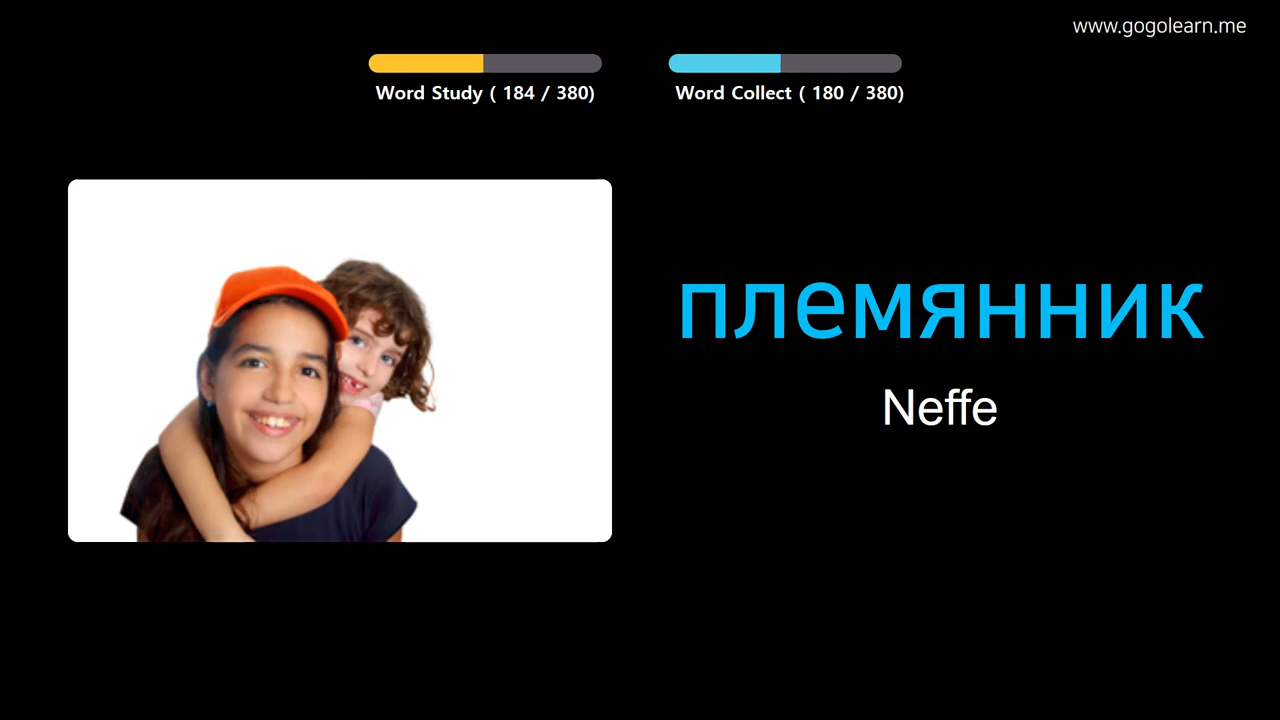 www.gogolearn.me
Word Study ( 184 / 380)
Word Collect ( 180 / 380)
племянник
Neffe